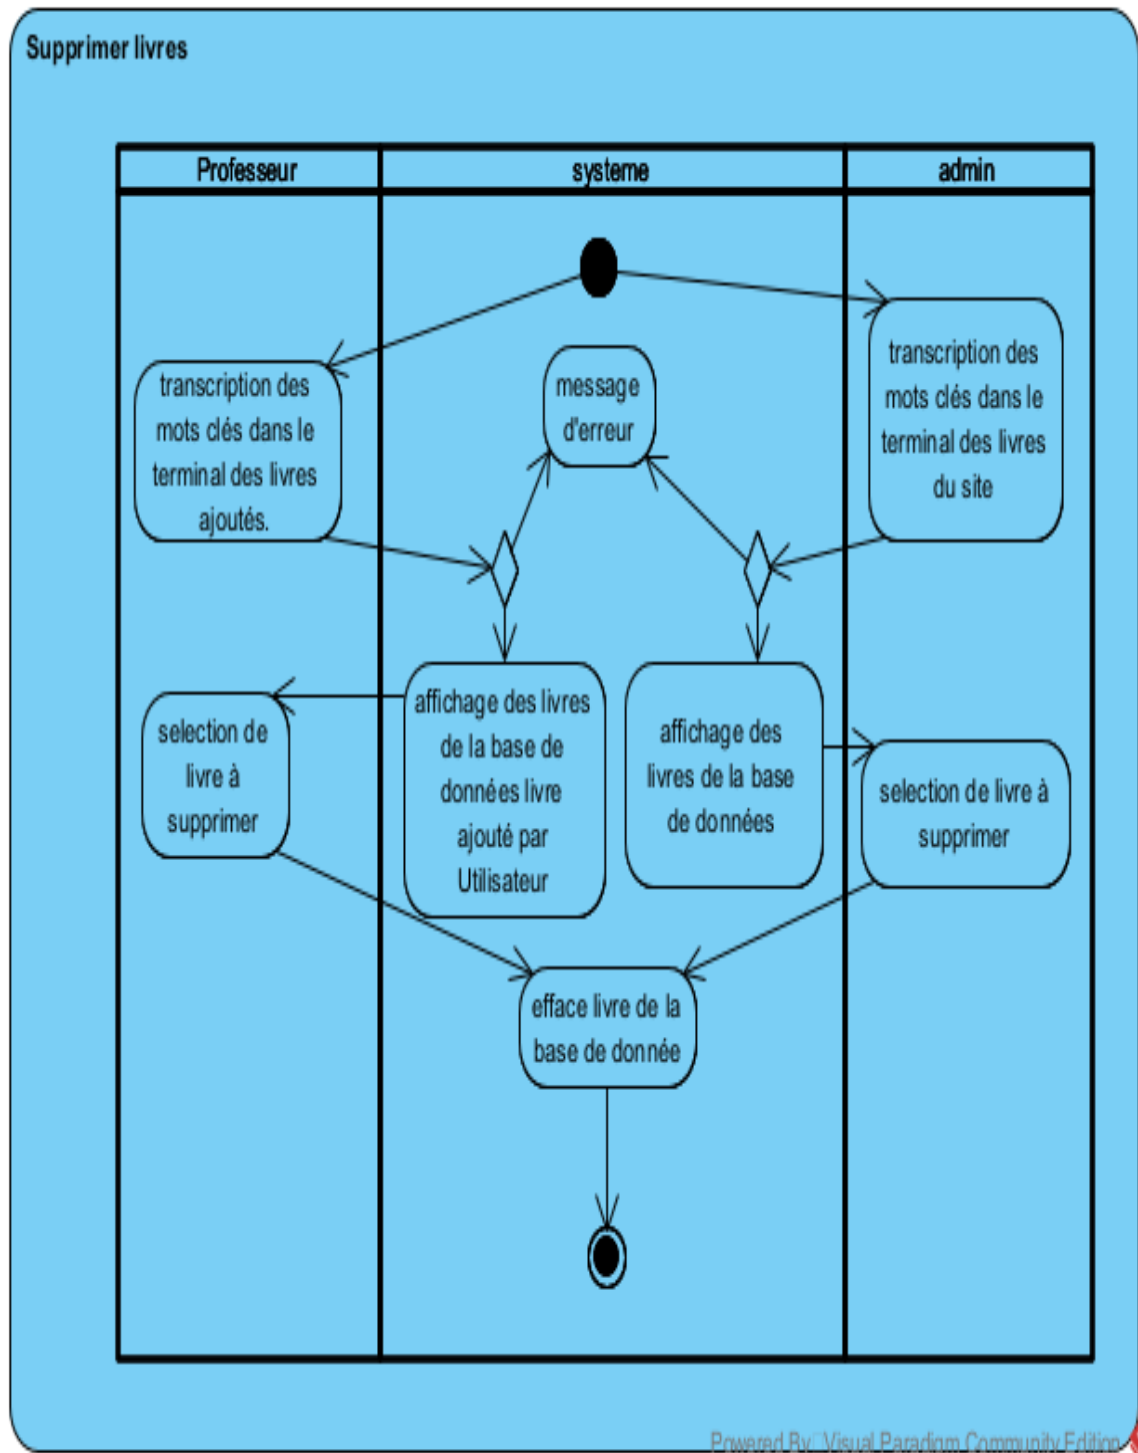 Supprimer livres
Professeur
systeme
admin
transcription des
mots clés dans le
terminal des livres
ajoutés.
message
d'erreur
transcription des
mots clés dans le
terminal des livres
du site
selection de
livre à
supprimer
affichage des livres
de la base de
données livre
ajouté par
Utilisateur
affichage des
livres de la base
de données
selection de livre à
supprimer
efface livre de la
base de donnée
Powered By Visual Paradigm Community Edition